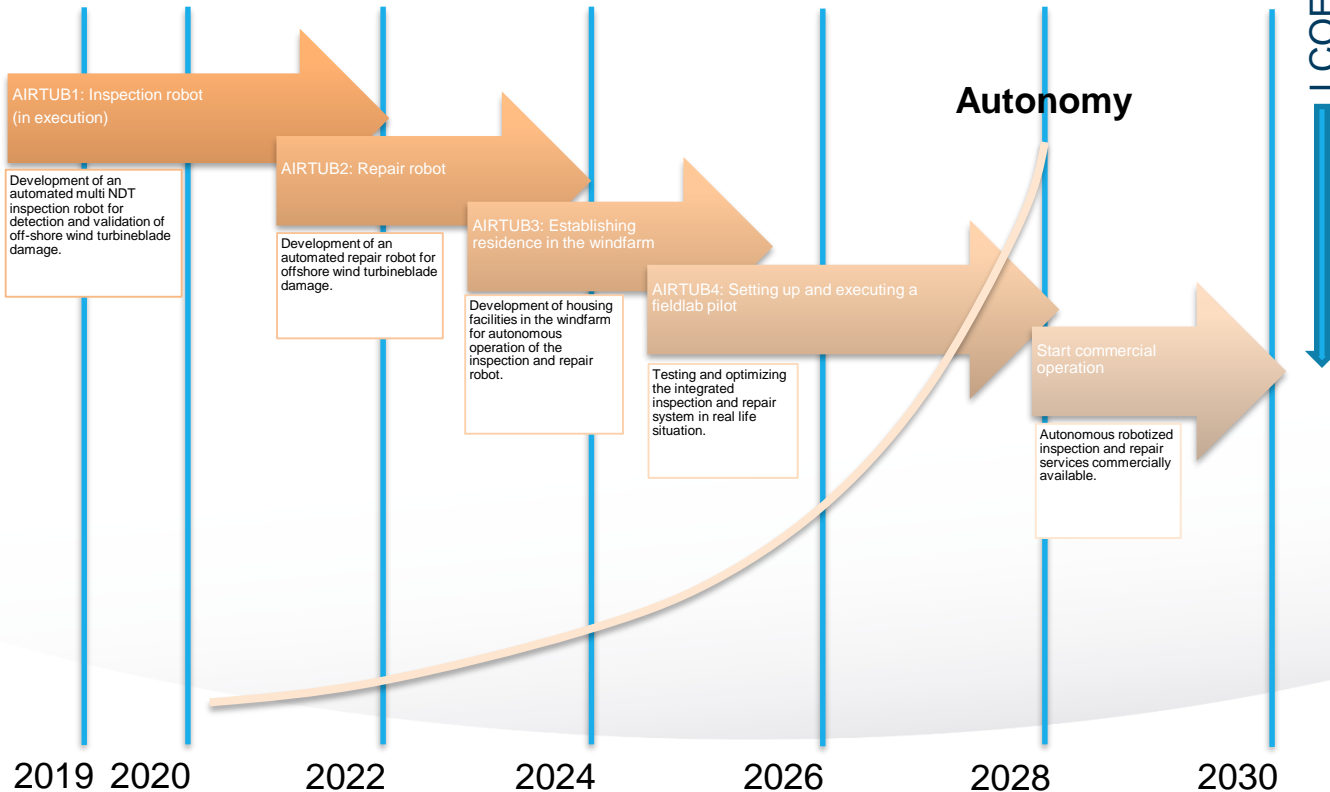 AIRTUB1: Inspection robot
(in execution)
Development of an
automated multi NDT
inspection robot for
detection and validation of
off-shore wind turbineblade
damage.
AIRTUB2: Repair robot
Development of an
automated repair robot for
offshore wind turbineblade
damage.
AIRTUB3: Establishing
residence in the windfarm
Development of housing
facilities in the windfarm
for autonomous
operation of the
inspection and repair
robot.
AIRTUB4: Setting up and executing a
fieldlab pilot
Testing and optimizing
the integrated
inspection and repair
system in real life
situation.
Autonomy
Start commercial
operation
Autonomous robotized
inspection and repair
services commercially
available.
2019 2020 2022 2024 2026 2028 2030